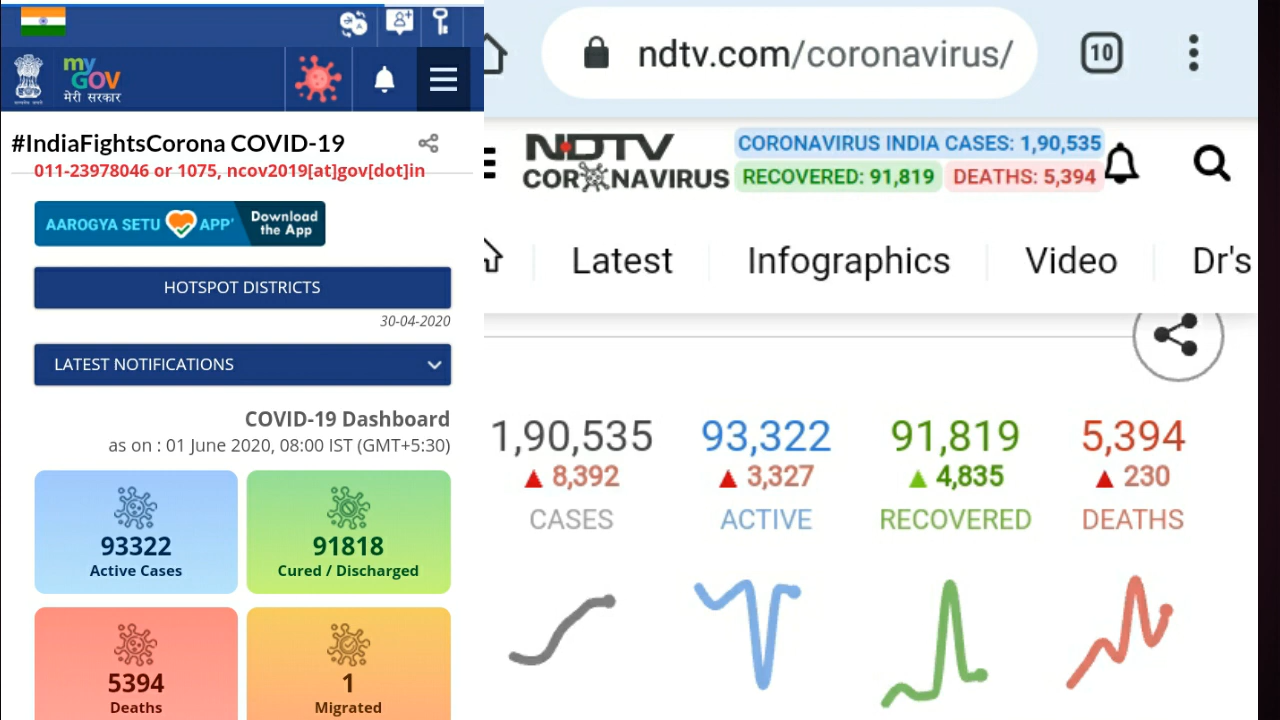 my
GOV
मेरी सरकार
#IndiaFightsCorona COVID-19
011-23978046 or 1075, ncov2019[at]gov[dot]in
AAROGYA SETU APP
Download
the App
HOTSPOT DISTRICTS
30-04-2020
LATEST NOTIFICATIONS
COVID-19 Dashboard
as on : 01 June 2020, 08:00 IST (GMT+5:30)
93322
Active Cases
91818
Cured / Discharged
5394
Deaths
1
Migrated
ndtv.com/coronavirus/
10
NDTV
CORONAVIRUS
CORONAVIRUS INDIA CASES: 1,90,535
RECOVERED: 91,819 DEATHS: 5,394
Latest Infographics Video Dr's
1,90,535 93,322 91,819 5,394
▲ 8,392 ▲ 3,327 ▲ 4,835 ▲ 230
CASES ACTIVE RECOVERED DEATHS